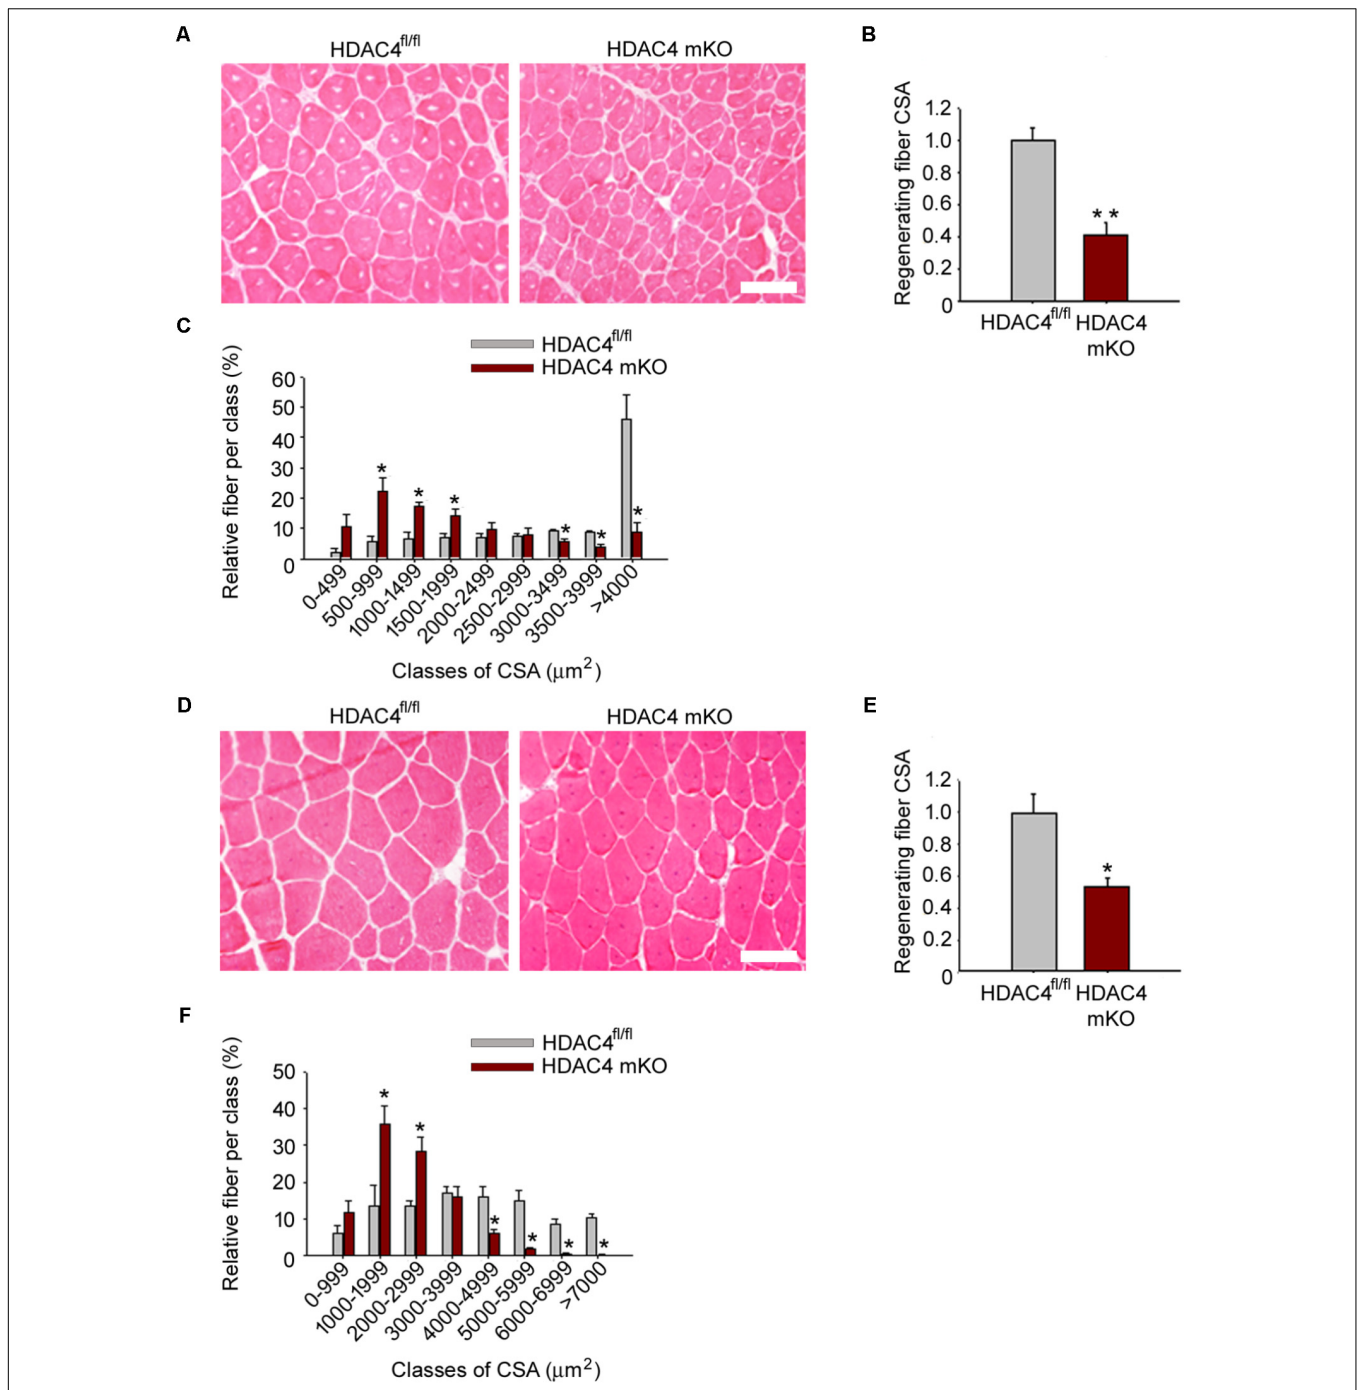 A
HDAC4fl/fl
HDAC4 mKO
B
Regenerating fiber CSA
1.2
1.0
0.8
0.6
0.4
0.2
0
* *
HDAC4fl/fl
HDAC4
mKO
C
HDAC4fl/fl
HDAC4 mKO
Relative fiber per class (%)
60
50
40
30
20
10
0
*
*
*
*
*
*
0-499
500-999
1000-1499
1500-1999
2000-2499
2500-2999
3000-3499
3500-3999
>4000
Classes of CSA (μm²)
D
HDAC4fl/fl
HDAC4 mKO
E
Regenerating fiber CSA
1.2
1.0
0.8
0.6
0.4
0.2
0
*
HDAC4fl/fl
HDAC4
mKO
F
HDAC4fl/fl
HDAC4 mKO
Relative fiber per class (%)
50
40
30
20
10
0
*
*
*
*
*
*
0-999
1000-1999
2000-2999
3000-3999
4000-4999
5000-5999
6000-6999
>7000
Classes of CSA (μm²)